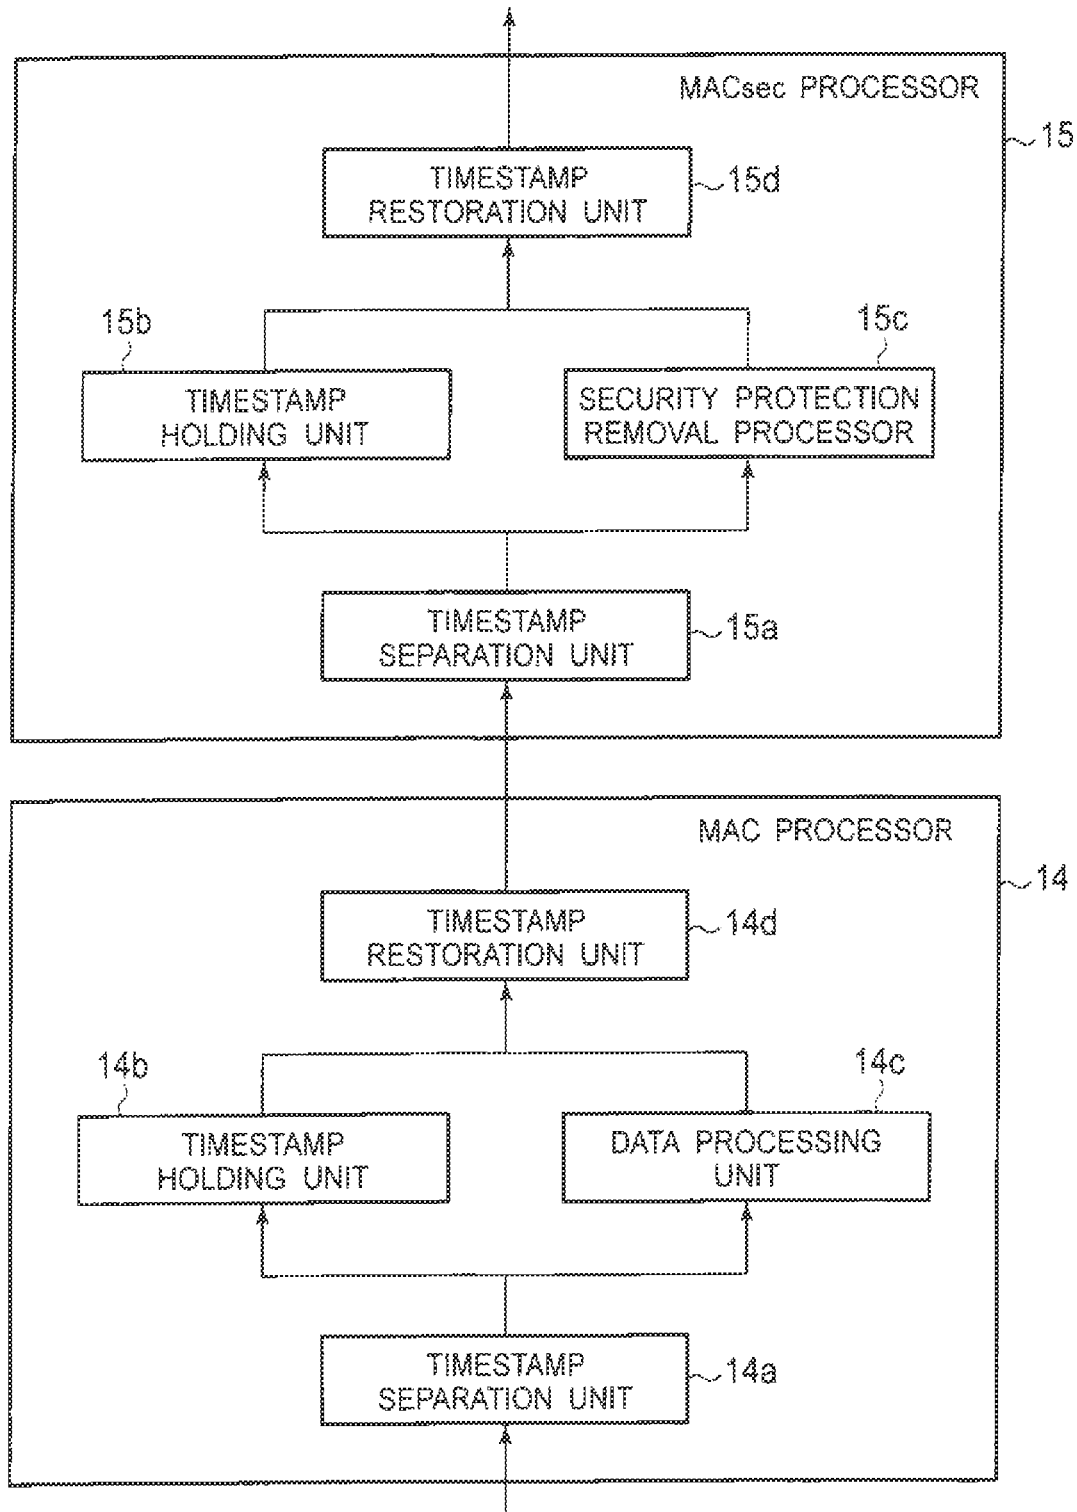 MACsec PROCESSOR
15
TIMESTAMP
RESTORATION UNIT
15d
15b
15c
TIMESTAMP
HOLDING UNIT
SECURITY PROTECTION
REMOVAL PROCESSOR
TIMESTAMP
SEPARATION UNIT
15a
MAC PROCESSOR
14
TIMESTAMP
RESTORATION UNIT
14d
14b
14c
TIMESTAMP
HOLDING UNIT
DATA PROCESSING
UNIT
TIMESTAMP
SEPARATION UNIT
14a